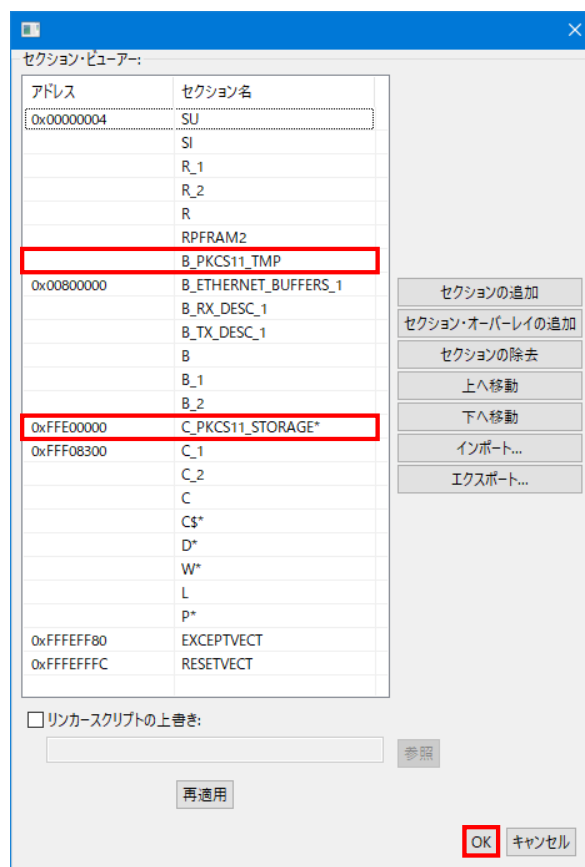 セクション・ビューアー:
アドレス セクション名
0x00000004 SU
SI
R_1
R_2
R
RPFRAM2
B_PKCS11_TMP
0x00800000 B_ETHERNET_BUFFERS_1
B_RX_DESC_1
B_TX_DESC_1
B
B_1
B_2
0xFFE00000 C_PKCS11_STORAGE*
0xFFF08300 C_1
C_2
C
C$*
D*
W*
L
P*
0xFFFEFF80 EXCEPTVECT
0xFFFEFFFC RESETVECT
セクションの追加
セクション・オーバーレイの追加
セクションの除去
上へ移動
下へ移動
インポート...
エクスポート...
リンカースクリプトの上書き:
参照
再適用
OK キャンセル